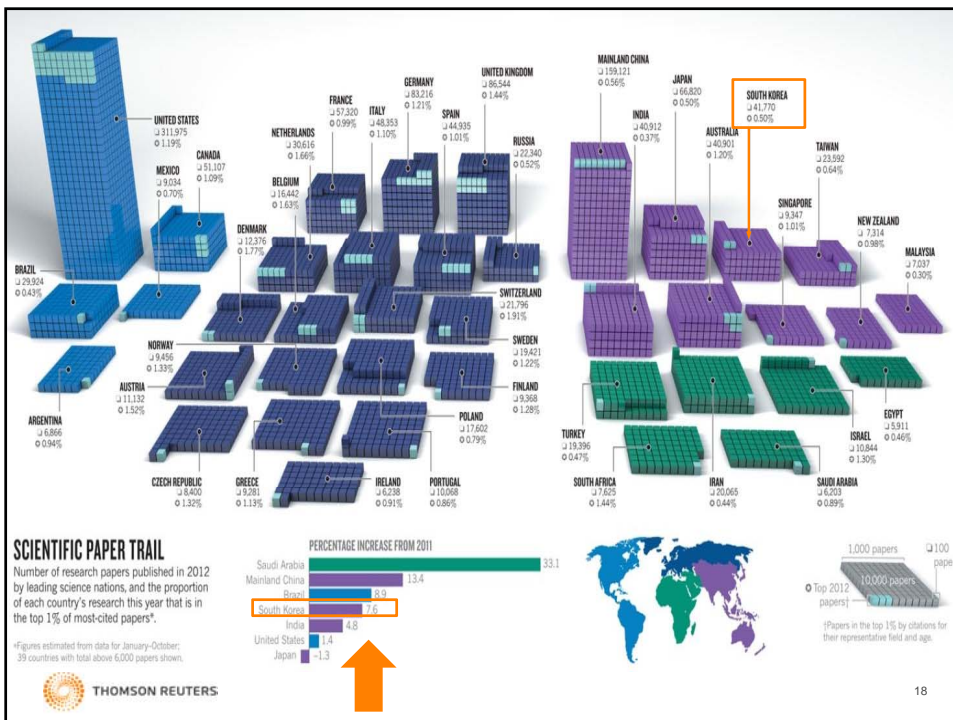 UNITED STATES
❑ 311,975
✪ 1.19%
CANADA
❑ 51,107
✪ 1.09%
MEXICO
❑ 9,034
✪ 0.70%
BRAZIL
❑ 29,924
✪ 0.43%
ARGENTINA
❑ 6,866
✪ 0.94%
FRANCE
❑ 57,320
✪ 0.99%
GERMANY
❑ 83,216
✪ 1.21%
UNITED KINGDOM
❑ 86,544
✪ 1.44%
NETHERLANDS
❑ 30,616
✪ 1.66%
ITALY
❑ 48,353
✪ 1.10%
SPAIN
❑ 44,935
✪ 1.01%
RUSSIA
❑ 22,340
✪ 0.52%
BELGIUM
❑ 16,442
✪ 1.63%
DENMARK
❑ 12,376
✪ 1.77%
SWITZERLAND
❑ 21,796
✪ 1.91%
NORWAY
❑ 9,456
✪ 1.33%
SWEDEN
❑ 19,421
✪ 1.22%
AUSTRIA
❑ 11,132
✪ 1.52%
FINLAND
❑ 9,368
✪ 1.28%
POLAND
❑ 17,602
✪ 0.79%
CZECH REPUBLIC
❑ 8,400
✪ 1.32%
GREECE
❑ 9,281
✪ 1.13%
IRELAND
❑ 6,238
✪ 0.91%
PORTUGAL
❑ 10,068
✪ 0.86%
MAINLAND CHINA
❑ 159,121
✪ 0.56%
JAPAN
❑ 66,820
✪ 0.50%
SOUTH KOREA
❑ 41,770
✪ 0.50%
INDIA
❑ 40,912
✪ 0.37%
AUSTRALIA
❑ 40,901
✪ 1.20%
TAIWAN
❑ 23,592
✪ 0.64%
SINGAPORE
❑ 9,347
✪ 1.01%
NEW ZEALAND
❑ 7,314
✪ 0.98%
MALAYSIA
❑ 7,037
✪ 0.30%
TURKEY
❑ 19,396
✪ 0.47%
SOUTH AFRICA
❑ 7,625
✪ 1.44%
IRAN
❑ 20,065
✪ 0.44%
SAUDI ARABIA
❑ 6,203
✪ 0.89%
ISRAEL
❑ 10,844
✪ 1.30%
EGYPT
❑ 5,911
✪ 0.46%
SCIENTIFIC PAPER TRAIL
Number of research papers published in 2012
by leading science nations, and the proportion
of each country's research this year that is in
the top 1% of most-cited papers*.
*Figures estimated from data for January–October;
39 countries with total above 6,000 papers shown.
PERCENTAGE INCREASE FROM 2011
Saudi Arabia 33.1
Mainland China 13.4
Brazil 8.9
South Korea 7.6
India 4.8
United States 1.4
Japan –1.3
1,000 papers
❑ 100
pape
10,000 papers
✪ Top 2012
papers†
†Papers in the top 1% by citations for
their representative field and age.
THOMSON REUTERS
18